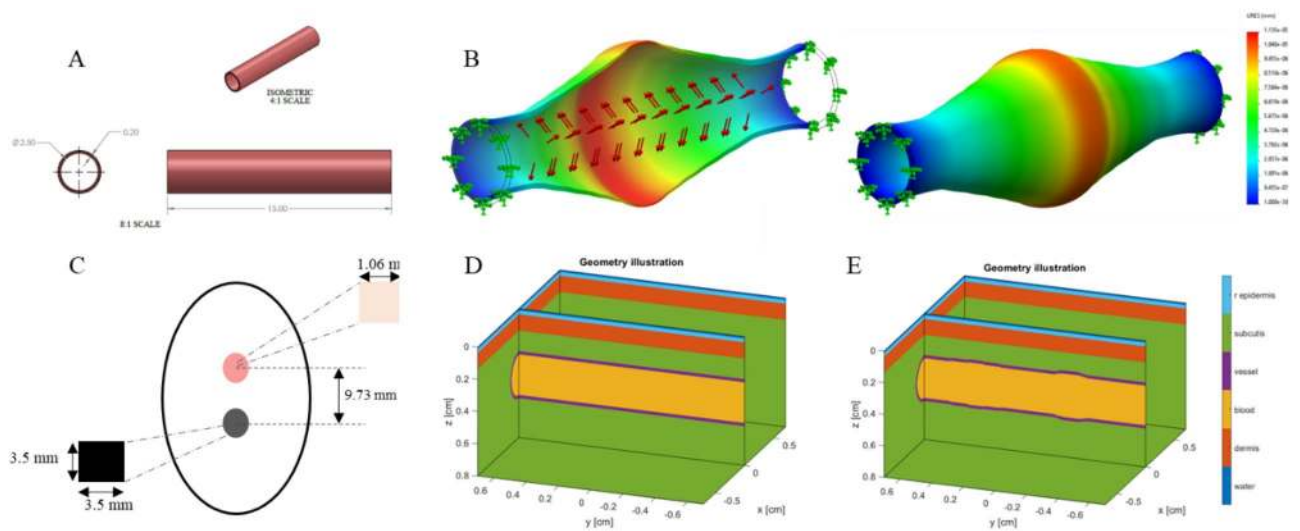 A
ISOMETRIC
4:1 SCALE
Ø2.50
0.20
13.00
8:1 SCALE
B
URES (mm)
C
1.06 m
9.73 mm
3.5 mm
3.5 mm
D
Geometry illustration
0
0.2
0.4
0.6
0.8
z [cm]
0.6
0.4
0.2
0
-0.2
-0.4
-0.6
y [cm]
-0.5
0
0.5
x [cm]
E
Geometry illustration
0
0.2
0.4
0.6
0.8
z [cm]
0.6
0.4
0.2
0
-0.2
-0.4
-0.6
y [cm]
-0.5
0
0.5
x [cm]
r epidermis
subcutis
vessel
blood
dermis
water